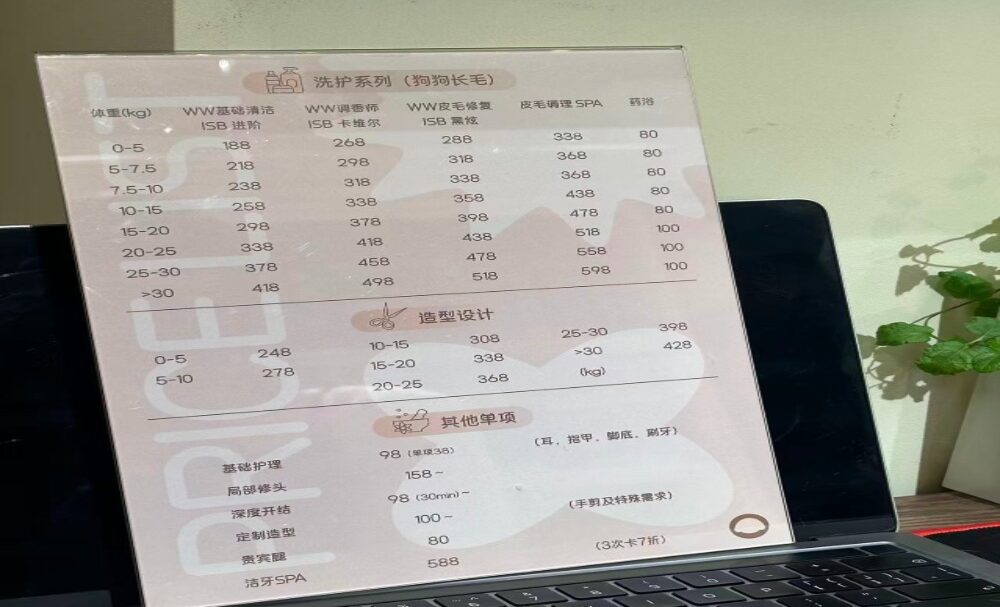 PRICE LIST
洗护系列（狗狗长毛）
体重(kg) WW基础清洁 WW调香师 WW皮毛修复 皮毛调理 SPA 药浴
ISB 进阶 ISB 卡维尔 ISB 黑炫
0-5 188 268 288 338 80
5-7.5 218 298 318 368 80
7.5-10 238 318 338 368 80
10-15 258 338 358 438 80
15-20 298 378 398 478 80
20-25 338 418 438 518 100
25-30 378 458 478 558 100
>30 418 498 518 598 100
造型设计
0-5 248 10-15 308 25-30 398
5-10 278 15-20 338 >30 428
20-25 368 (kg)
其他单项
基础护理 98（单项38） （耳、指甲、脚底、刷牙）
局部修头 158～
深度开结 98（30min）～
定制造型 100～ （手剪及特殊需求）
贵宾腿 80
洁牙SPA 588 （3次卡7折）